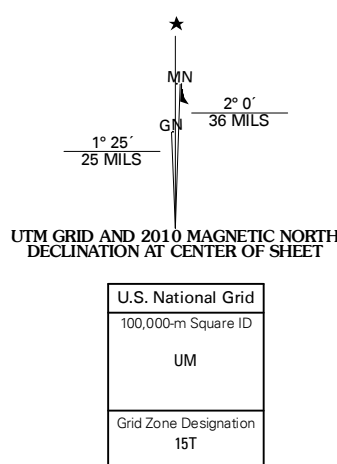 MN
2° 0´
36 MILS
GN
1° 25´
25 MILS
UTM GRID AND 2010 MAGNETIC NORTH
DECLINATION AT CENTER OF SHEET
U.S. National Grid
100,000-m Square ID
UM
Grid Zone Designation
15T